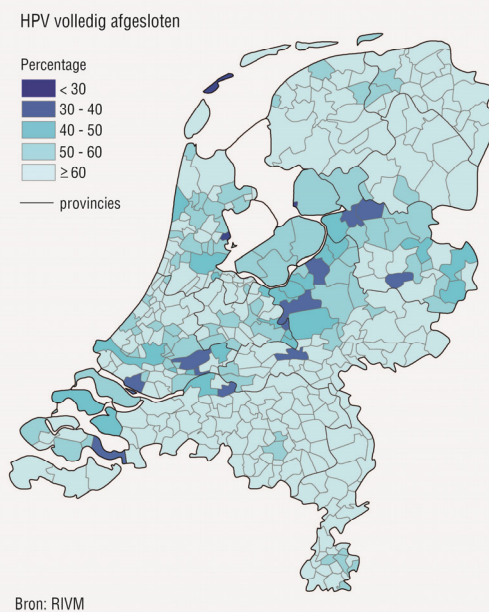 HPV volledig afgesloten
Percentage
< 30
30 - 40
40 - 50
50 - 60
≥ 60
provincies
Bron: RIVM